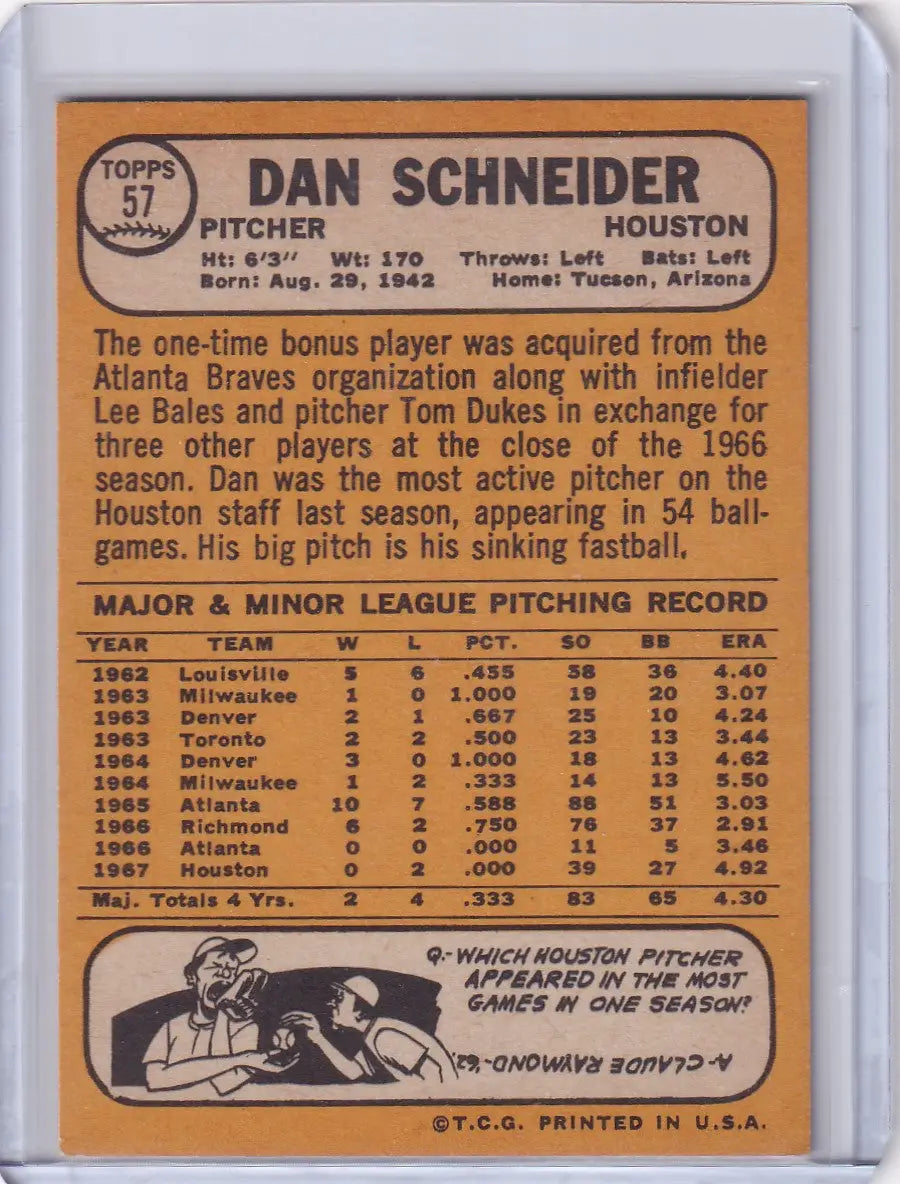 TOPPS
57
DAN SCHNEIDER
PITCHER HOUSTON
Ht: 6'3'' Wt: 170 Throws: Left Bats: Left
Born: Aug. 29, 1942 Home: Tucson, Arizona
The one-time bonus player was acquired from the
Atlanta Braves organization along with infielder
Lee Bales and pitcher Tom Dukes in exchange for
three other players at the close of the 1966
season. Dan was the most active pitcher on the
Houston staff last season, appearing in 54 ball-
games. His big pitch is his sinking fastball.
MAJOR & MINOR LEAGUE PITCHING RECORD
YEAR TEAM W L PCT. SO BB ERA
1962 Louisville 5 6 .455 58 36 4.40
1963 Milwaukee 1 0 1.000 19 20 3.07
1963 Denver 2 1 .667 25 10 4.24
1963 Toronto 2 2 .500 23 13 3.44
1964 Denver 3 0 1.000 18 13 4.62
1964 Milwaukee 1 2 .333 14 13 5.50
1965 Atlanta 10 7 .588 88 51 3.03
1966 Richmond 6 2 .750 76 37 2.91
1966 Atlanta 0 0 .000 11 5 3.46
1967 Houston 0 2 .000 39 27 4.92
Maj. Totals 4 Yrs. 2 4 .333 83 65 4.30
Q.- WHICH HOUSTON PITCHER
APPEARED IN THE MOST
GAMES IN ONE SEASON?
A- CLAUDE RAYMOND-'62.
©T.C.G. PRINTED IN U.S.A.